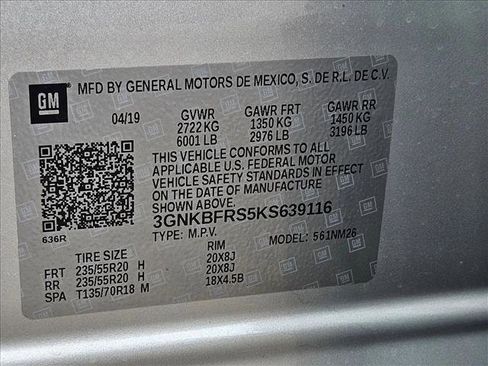 GM MFD BY GENERAL MOTORS DE MEXICO, S. DE R.L. DE C.V.
04/19 GVWR GAWR FRT GAWR RR
2722 KG 1350 KG 1450 KG
6001 LB 2976 LB 3196 LB
THIS VEHICLE CONFORMS TO ALL
APPLICABLE U.S. FEDERAL MOTOR
VEHICLE SAFETY STANDARDS IN EFFECT
ON THE DATE OF MANUFACTURE
SHOWN ABOVE.
3GNKBFRS5KS639116
636R TYPE: M.P.V. MODEL: 561NM26
TIRE SIZE RIM
FRT 235/55R20 H 20X8J
RR 235/55R20 H 20X8J
SPA T135/70R18 M 18X4.5B